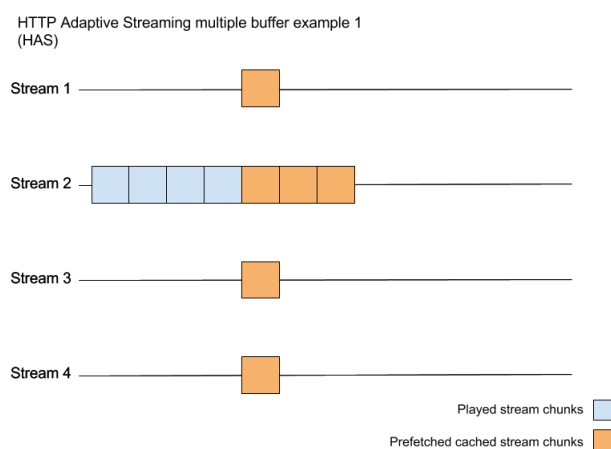 HTTP Adaptive Streaming multiple buffer example 1
(HAS)
Stream 1
Stream 2
Stream 3
Stream 4
Played stream chunks
Prefetched cached stream chunks